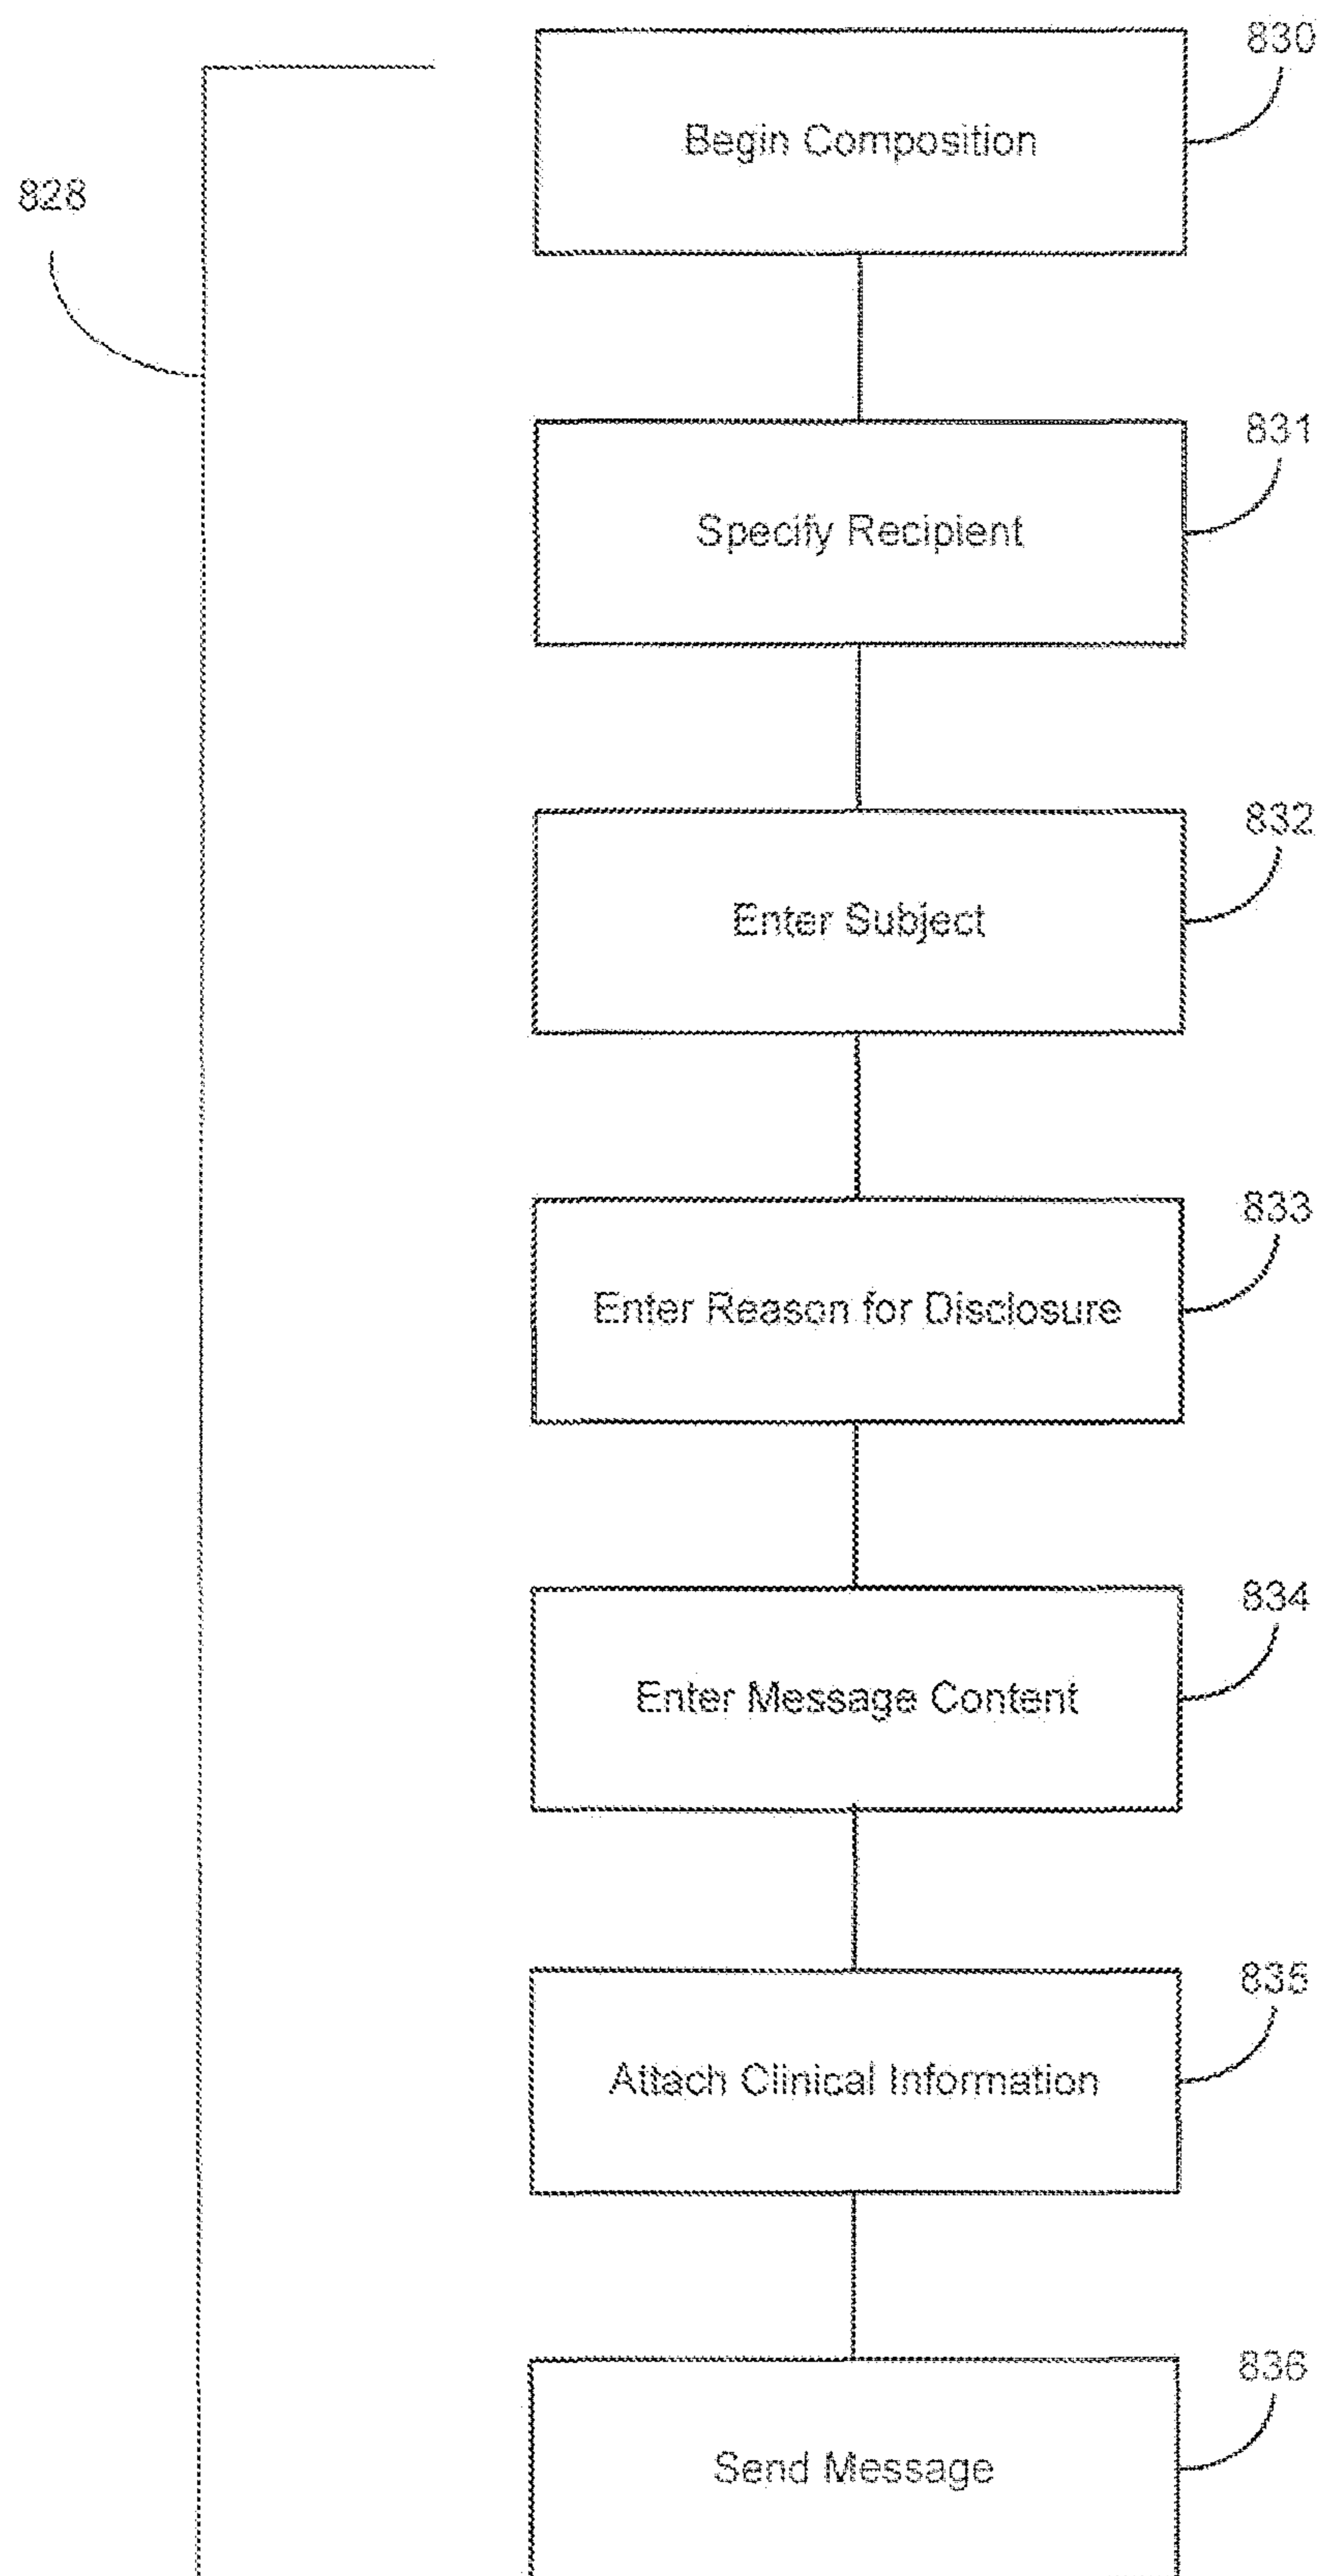 830
Begin Composition
828
831
Specify Recipient
832
Enter Subject
833
Enter Reason for Disclosure
834
Enter Message Content
835
Attach Clinical Information
836
Send Message